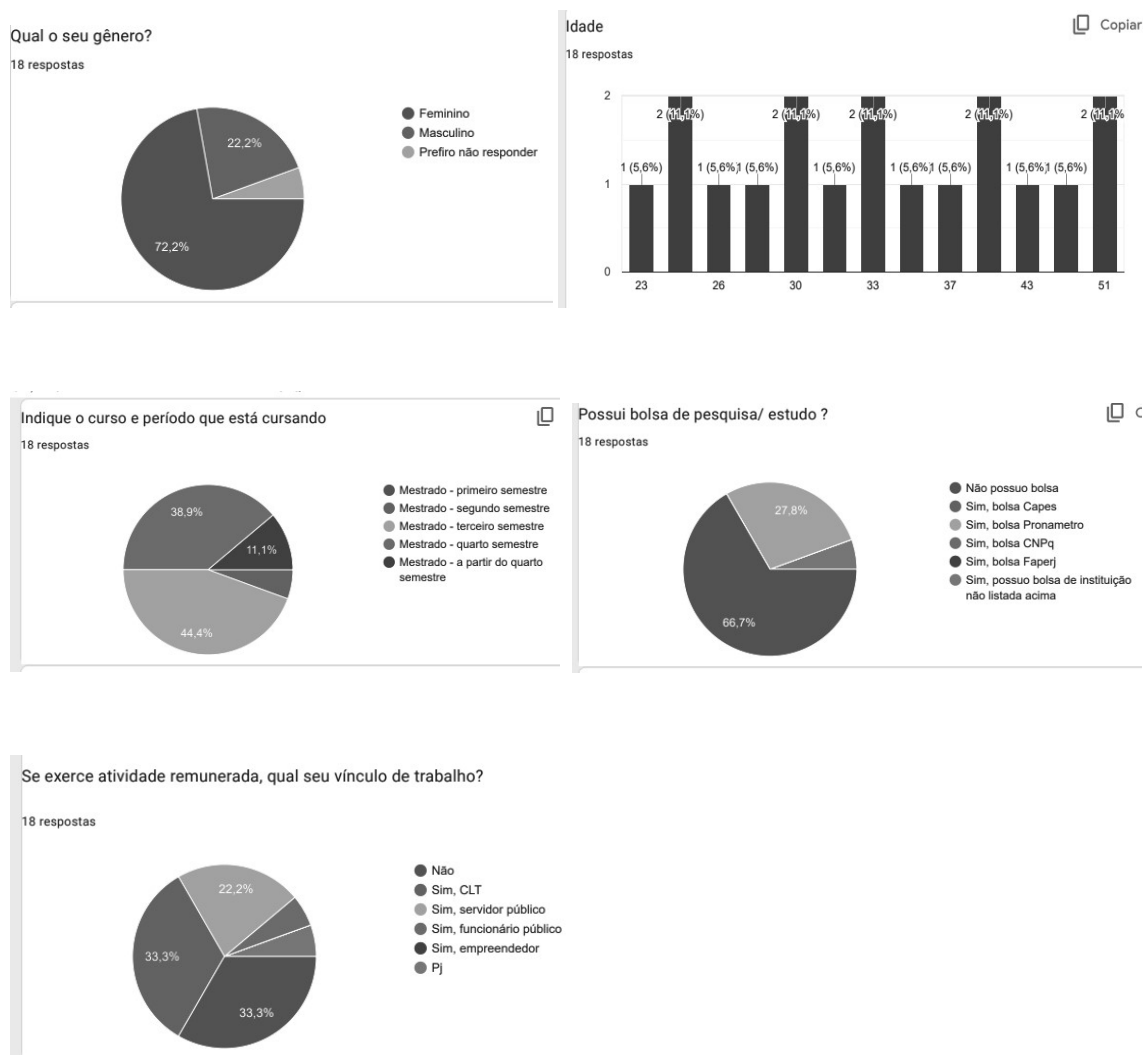 Qual o seu gênero?
18 respostas
22,2%
72,2%
Feminino
Masculino
Prefiro não responder
Idade
Copiar
18 respostas
2
1
0
1 (5,6%)
2 (11,1%)
1 (5,6%)
1 (5,6%)
2 (11,1%)
1 (5,6%)
2 (11,1%)
1 (5,6%)
1 (5,6%)
2 (11,1%)
1 (5,6%)
1 (5,6%)
2 (11,1%
23
26
30
33
37
43
51
Indique o curso e período que está cursando
18 respostas
38,9%
11,1%
44,4%
Mestrado - primeiro semestre
Mestrado - segundo semestre
Mestrado - terceiro semestre
Mestrado - quarto semestre
Mestrado - a partir do quarto
semestre
Possui bolsa de pesquisa/ estudo ?
18 respostas
27,8%
66,7%
Não possuo bolsa
Sim, bolsa Capes
Sim, bolsa Pronametro
Sim, bolsa CNPq
Sim, bolsa Faperj
Sim, possuo bolsa de instituição
não listada acima
Se exerce atividade remunerada, qual seu vínculo de trabalho?
18 respostas
22,2%
33,3%
33,3%
Não
Sim, CLT
Sim, servidor público
Sim, funcionário público
Sim, empreendedor
Pj